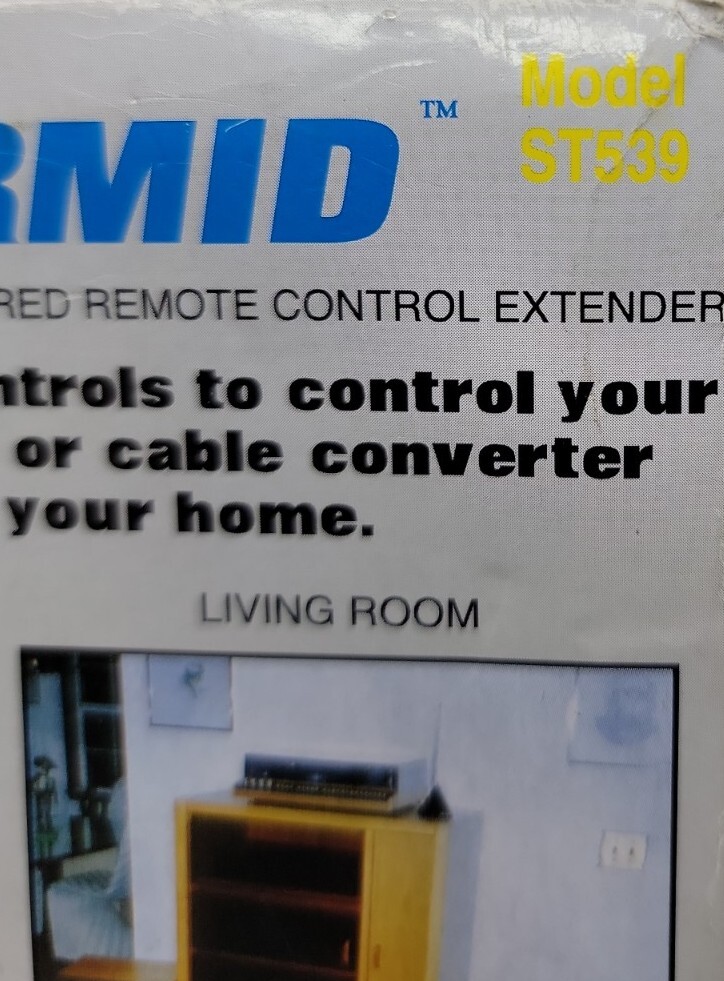 Model
ST539
RMID™
RED REMOTE CONTROL EXTENDER
ntrols to control your
or cable converter
your home.
LIVING ROOM